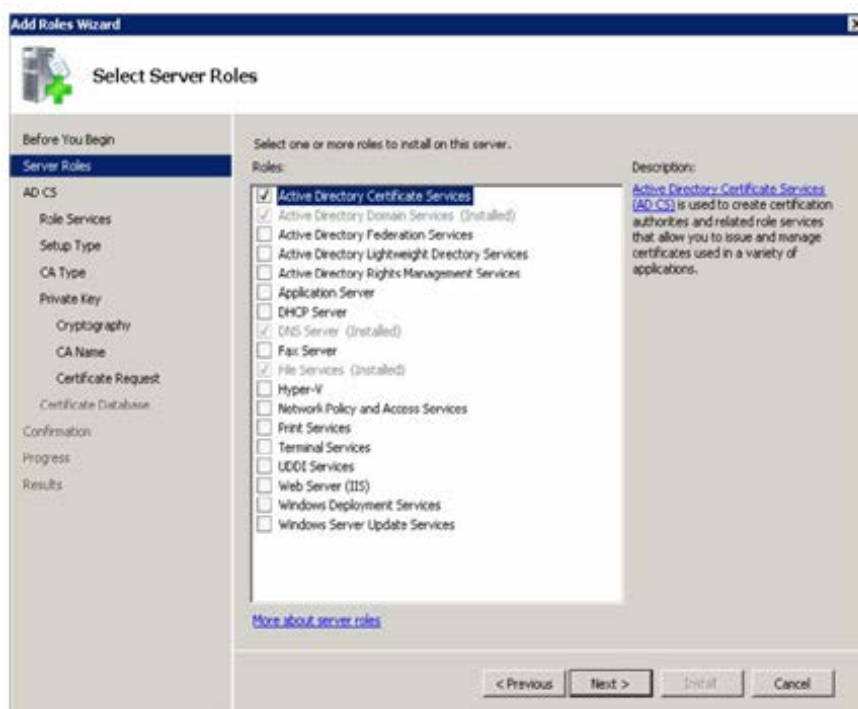 Add Roles Wizard
Select Server Roles
Before You Begin
Server Roles
AD CS
Role Services
Setup Type
CA Type
Private Key
Cryptography
CA Name
Certificate Request
Certificate Database
Confirmation
Progress
Results
Select one or more roles to install on this server.
Roles:
Active Directory Certificate Services
Active Directory Domain Services (Installed)
Active Directory Federation Services
Active Directory Lightweight Directory Services
Active Directory Rights Management Services
Application Server
DHCP Server
DNS Server (Installed)
Fax Server
File Services (Installed)
Hyper-V
Network Policy and Access Services
Print Services
Terminal Services
UDDI Services
Web Server (IIS)
Windows Deployment Services
Windows Server Update Services
More about server roles
Description:
Active Directory Certificate Services
(AD CS) is used to create certification
authorities and related role services
that allow you to issue and manage
certificates used in a variety of
applications.
< Previous
Next >
Install
Cancel